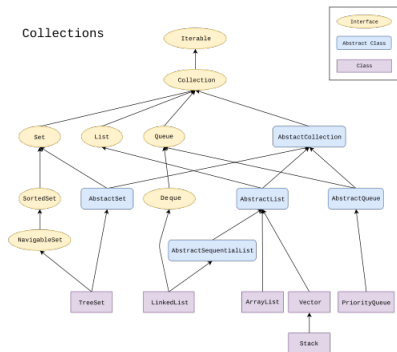 Collections
Interface
Abstract Class
Class
Iterable
Collection
Set
List
Queue
AbstactCollection
SortedSet
AbstactSet
Deque
AbstractList
AbstractQueue
NavigableSet
AbstractSequentialList
TreeSet
LinkedList
ArrayList
Vector
PriorityQueue
Stack